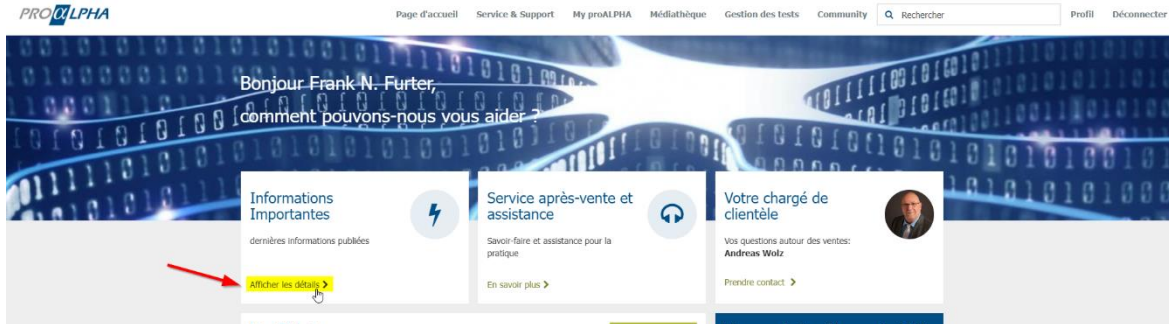 PROALPHA
Page d'accueil Service & Support My proALPHA Médiathèque Gestion des tests Community Rechercher Profil Déconnecter
Bonjour Frank N. Furter,
comment pouvons-nous vous aider ?
Informations
Importantes
dernières informations publiées
Afficher les détails
Service après-vente et
assistance
Savoir-faire et assistance pour la
pratique
En savoir plus
Votre chargé de
clientèle
Vos questions autour des ventes:
Andreas Wolz
Prendre contact